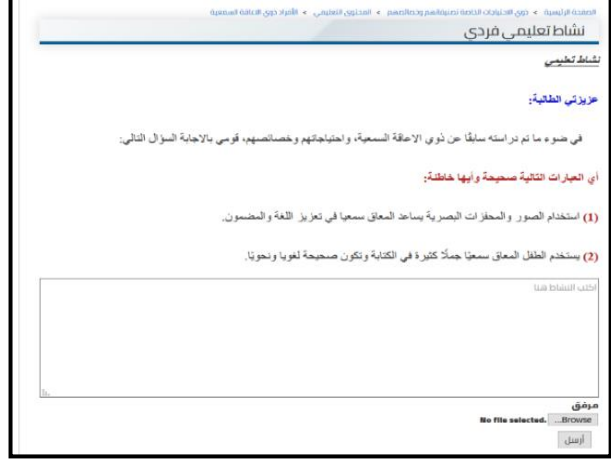 الصفحة الرئيسية > ذوي الاحتياجات الخاصة تصنيفاتهم وخصائصهم > المحتوى التعليمي > الأفراد ذوي الاعاقة السمعية
نشاط تعليمي فردي
نشاط تعليمي
عزيزتي الطالبة:
في ضوء ما تم دراسته سابقًا عن ذوي الاعاقة السمعية، واحتياجاتهم وخصائصهم، قومي بالاجابة السؤال التالي:
أي العبارات التالية صحيحة وأيها خاطئة:
(1) استخدام الصور والمحفزات البصرية يساعد المعاق سمعيا في تعزيز اللغة والمضمون.
(2) يستخدم الطفل المعاق سمعيًا جملًا كثيرة في الكتابة وتكون صحيحة لغويا ونحويًا.
اكتب النشاط هنا
مرفق
Browse... No file selected.
أرسل